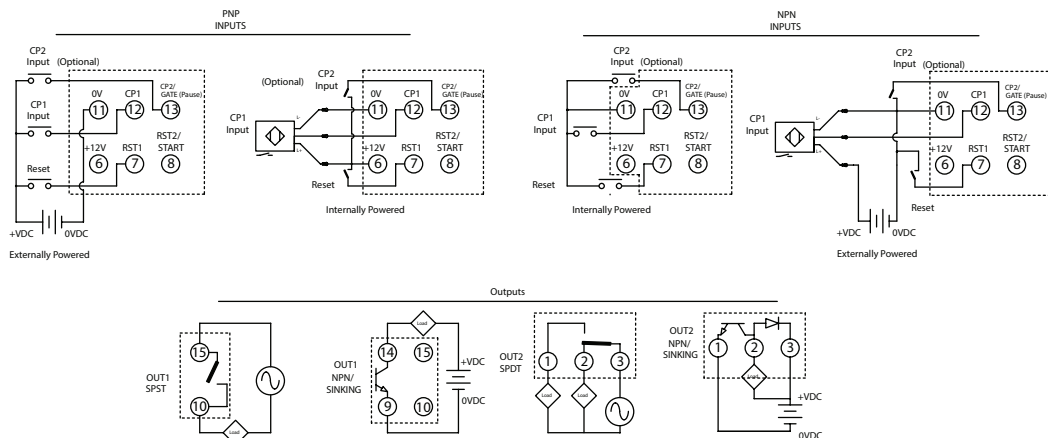 PNP
INPUTS
CP2
Input
(Optional)
0V
CP1
CP2/
GATE (Pause)
11
12
13
CP1
Input
+12V
RST1
RST2/
START
6
7
8
Reset
+VDC
0VDC
Externally Powered
(Optional)
CP2
Input
0V
CP1
CP2/
GATE (Pause)
11
12
13
CP1
Input
L-
L+
+12V
RST1
RST2/
START
6
7
8
Reset
Internally Powered
NPN
INPUTS
CP2
Input
(Optional)
0V
CP1
CP2/
GATE (Pause)
11
12
13
CP1
Input
+12V
RST1
RST2/
START
6
7
8
Reset
Internally Powered
CP2
Input
(Optional)
0V
CP1
CP2/
GATE (Pause)
11
12
13
CP1
Input
L-
L+
+12V
RST1
RST2/
START
6
7
8
Reset
+VDC
0VDC
Externally Powered
Outputs
15
OUT1
SPST
10
Load
Load
14
15
OUT1
NPN/
SINKING
9
10
+VDC
0VDC
OUT2
SPDT
1
2
3
Load
Load
OUT2
NPN/
SINKING
1
2
3
Load
+VDC
0VDC